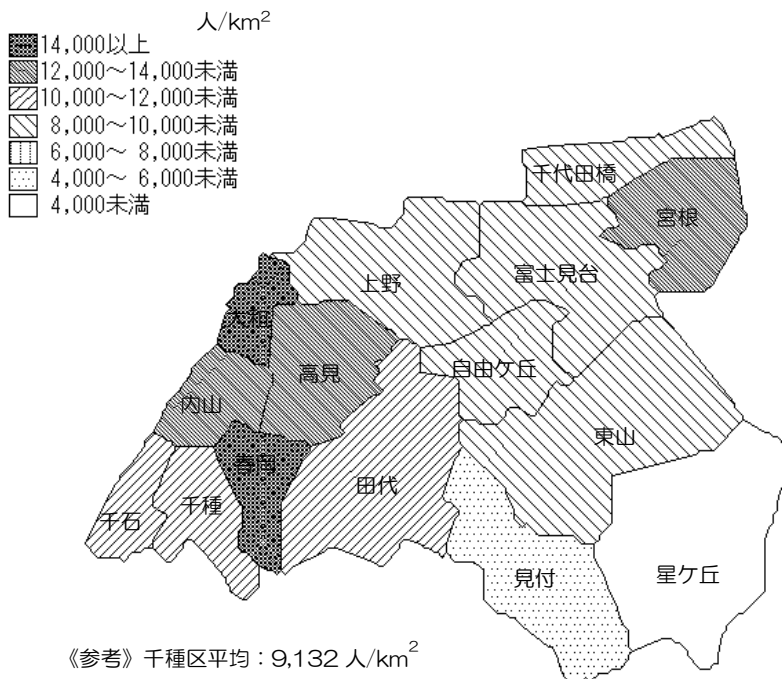 人/km²
14,000以上
12,000～14,000未満
10,000～12,000未満
8,000～10,000未満
6,000～ 8,000未満
4,000～ 6,000未満
4,000未満
千代田橋
宮根
富士見台
上野
大和
自由ケ丘
高見
内山
東山
春岡
田代
千種
千石
見付
星ケ丘
《参考》千種区平均：9,132 人/km²